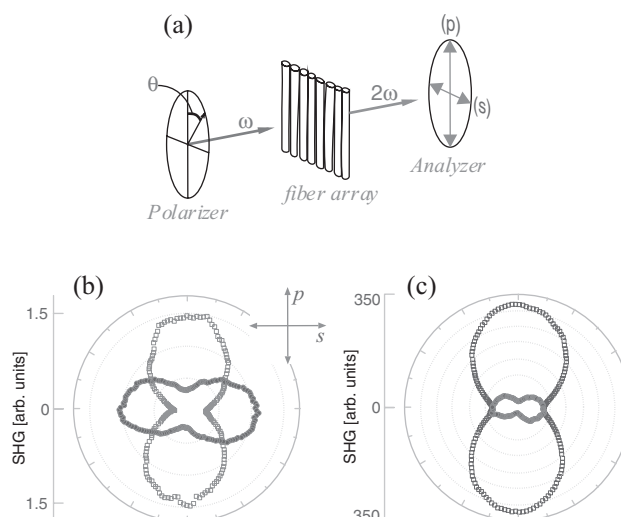 (a)
(p)
θ
2ω
(s)
ω
Analyzer
fiber array
Polarizer
(b)
p
s
(c)
1.5
0
1.5
SHG [arb. units]
350
0
350
SHG [arb. units]